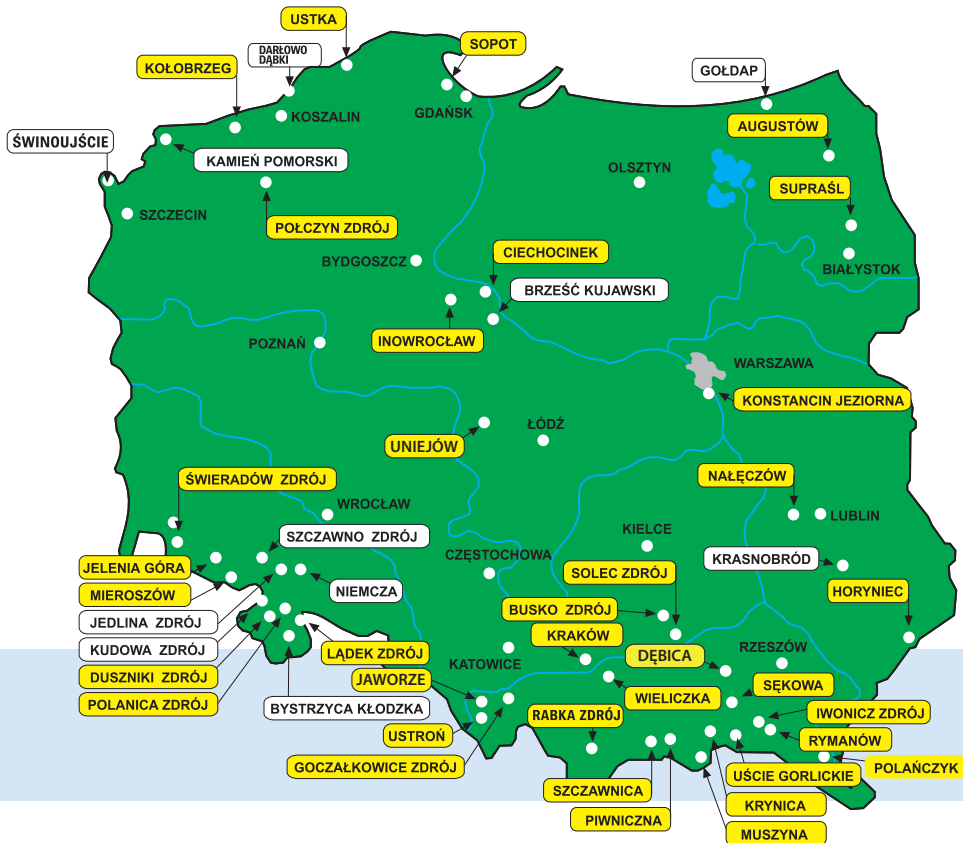 USTKA
SOPOT
DARŁOWO
DĄBKI
KOŁOBRZEG
GOŁDAP
GDAŃSK
KOSZALIN
AUGUSTÓW
ŚWINOUJŚCIE
KAMIEŃ POMORSKI
OLSZTYN
SUPRAŚL
SZCZECIN
POŁCZYN ZDRÓJ
CIECHOCINEK
BYDGOSZCZ
BIAŁYSTOK
BRZEŚĆ KUJAWSKI
INOWROCŁAW
POZNAŃ
WARSZAWA
KONSTANCIN JEZIORNA
ŁÓDŹ
UNIEJÓW
NAŁĘCZÓW
ŚWIERADÓW ZDRÓJ
WROCŁAW
LUBLIN
KIELCE
SZCZAWNO ZDRÓJ
CZĘSTOCHOWA
KRASNOBRÓD
JELENIA GÓRA
SOLEC ZDRÓJ
NIEMCZA
HORYNIEC
MIEROSZÓW
BUSKO ZDRÓJ
JEDLINA ZDRÓJ
KRAKÓW
KUDOWA ZDRÓJ
LĄDEK ZDRÓJ
KATOWICE
DĘBICA
RZESZÓW
DUSZNIKI ZDRÓJ
JAWORZE
SĘKOWA
POLANICA ZDRÓJ
BYSTRZYCA KŁODZKA
WIELICZKA
RABKA ZDRÓJ
IWONICZ ZDRÓJ
USTROŃ
RYMANÓW
GOCZAŁKOWICE ZDRÓJ
POLAŃCZYK
UŚCIE GORLICKIE
SZCZAWNICA
KRYNICA
PIWNICZNA
MUSZYNA